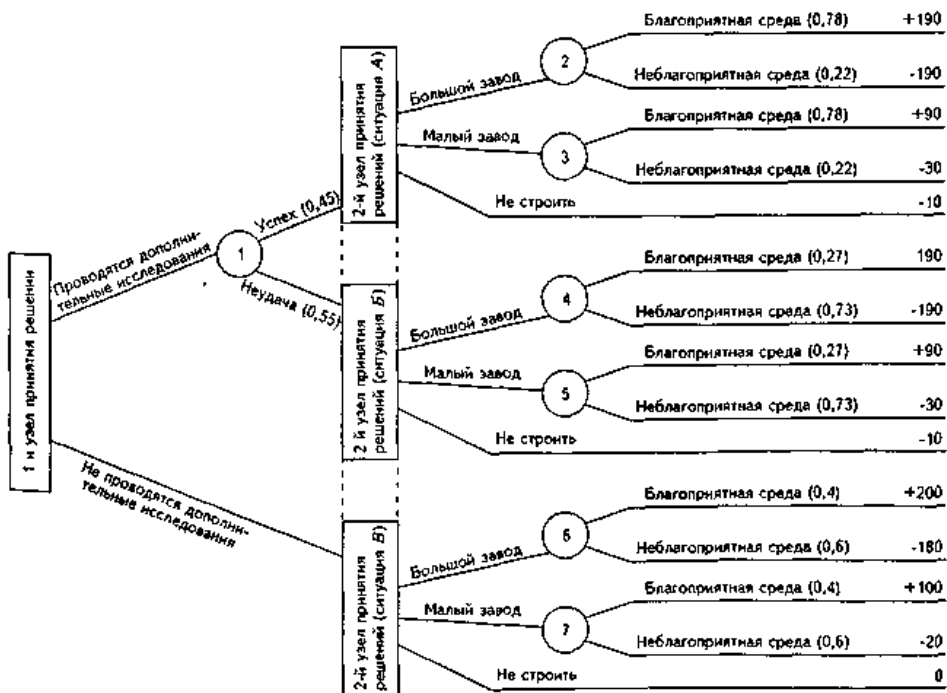 1 й узел принятия решении
Проводятся дополни-
тельные исследования
Не проводятся дополни-
тельные исследования
1
Успех (0,45)
Неудача (0,55)
2-й узел принятия
решений (ситуация А)
Большой завод
2
Благоприятная среда (0,78) +190
Неблагоприятная среда (0,22) -190
Малый завод
3
Благоприятная среда (0,78) +90
Неблагоприятная среда (0,22) -30
Не строить -10
2 й узел принятия
решений (ситуация Б)
Большой завод
4
Благоприятная среда (0,27) 190
Неблагоприятная среда (0,73) -190
Малый завод
5
Благоприятная среда (0,27) +90
Неблагоприятная среда (0,73) -30
Не строить -10
2-й узел принятия
решений (ситуация В)
Большой завод
6
Благоприятная среда (0,4) +200
Неблагоприятная среда (0,6) -180
Малый завод
7
Благоприятная среда (0,4) +100
Неблагоприятная среда (0,6) -20
Не строить 0